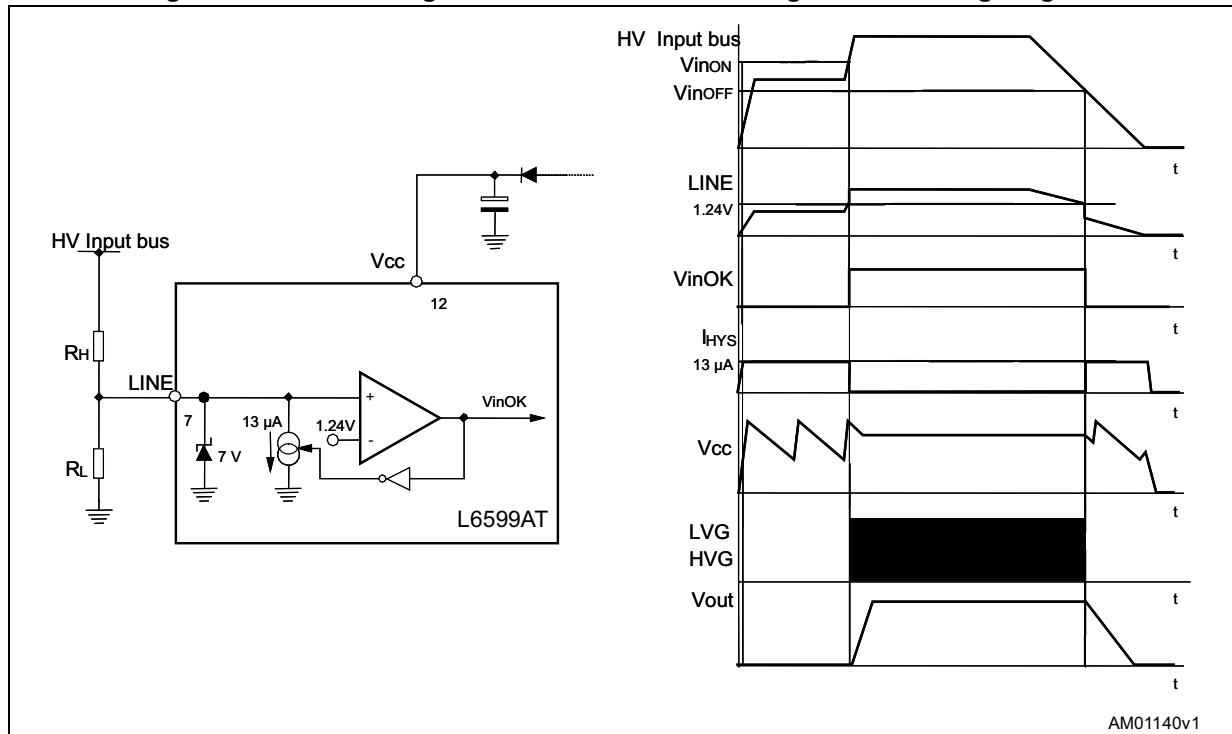 HV Input bus
VinON
VinOFF
t
LINE
1.24V
t
VinOK
t
IHYS
13 µA
t
Vcc
t
LVG
HVG
t
Vout
t
HV Input bus
RH
RL
LINE
7
7 V
13 µA
1.24V
+
-
VinOK
Vcc
12
L6599AT
AM01140v1